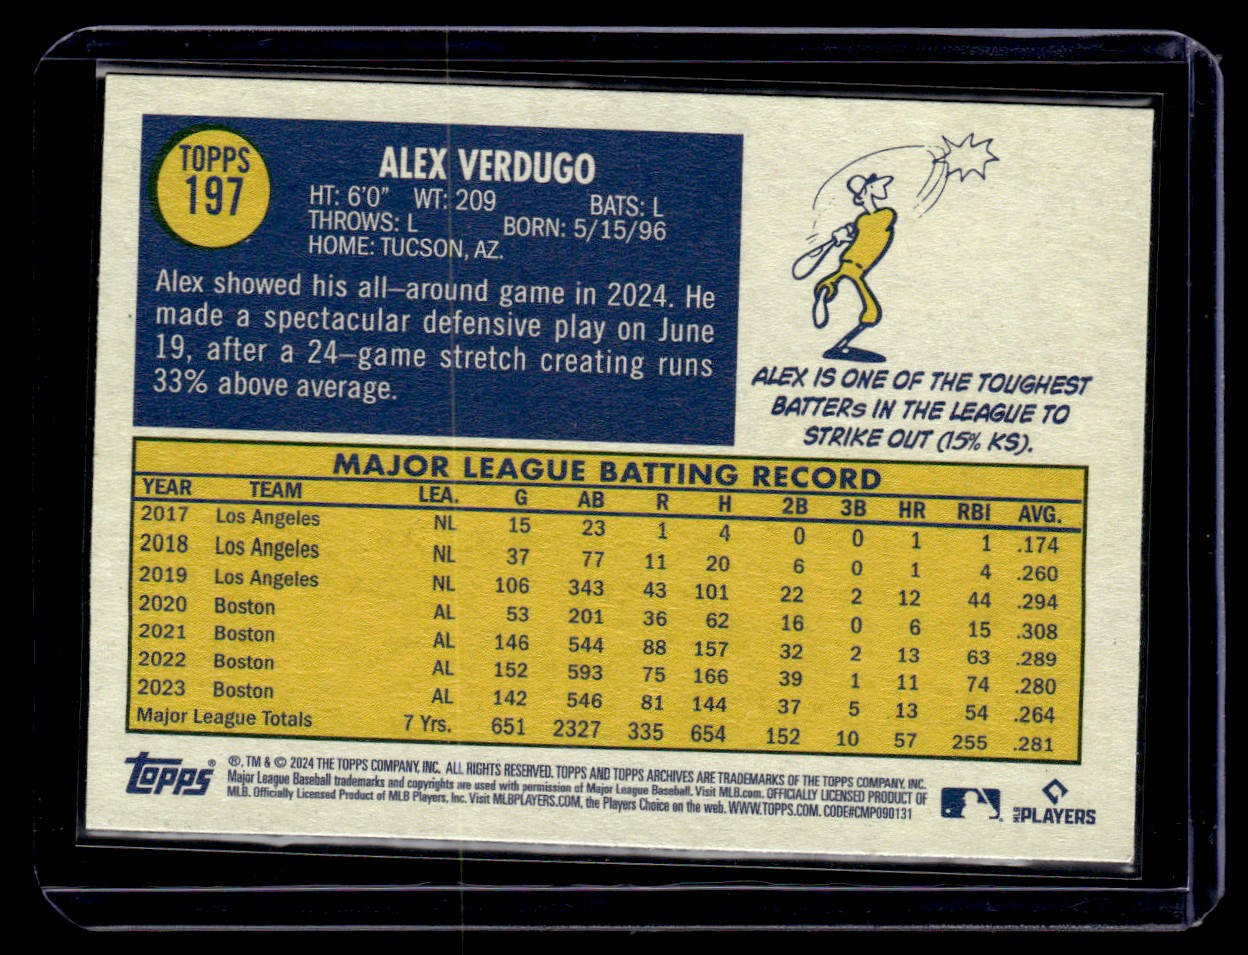 TOPPS
197
ALEX VERDUGO
HT: 6'0" WT: 209 BATS: L
THROWS: L BORN: 5/15/96
HOME: TUCSON, AZ.
Alex showed his all–around game in 2024. He
made a spectacular defensive play on June
19, after a 24–game stretch creating runs
33% above average.
ALEX IS ONE OF THE TOUGHEST
BATTERs IN THE LEAGUE TO
STRIKE OUT (15% KS).
MAJOR LEAGUE BATTING RECORD
YEAR TEAM LEA. G AB R H 2B 3B HR RBI AVG.
2017 Los Angeles NL 15 23 1 4 0 0 1 1 .174
2018 Los Angeles NL 37 77 11 20 6 0 1 4 .260
2019 Los Angeles NL 106 343 43 101 22 2 12 44 .294
2020 Boston AL 53 201 36 62 16 0 6 15 .308
2021 Boston AL 146 544 88 157 32 2 13 63 .289
2022 Boston AL 152 593 75 166 39 1 11 74 .280
2023 Boston AL 142 546 81 144 37 5 13 54 .264
Major League Totals 7 Yrs. 651 2327 335 654 152 10 57 255 .281
topps®
®, TM & © 2024 THE TOPPS COMPANY, INC. ALL RIGHTS RESERVED. TOPPS AND TOPPS ARCHIVES ARE TRADEMARKS OF THE TOPPS COMPANY, INC.
Major League Baseball trademarks and copyrights are used with permission of Major League Baseball. Visit MLB.com. OFFICIALLY LICENSED PRODUCT OF
MLB. Officially Licensed Product of MLB Players, Inc. Visit MLBPLAYERS.COM, the Players Choice on the web. WWW.TOPPS.COM. CODE#CMP090131
MLB PLAYERS